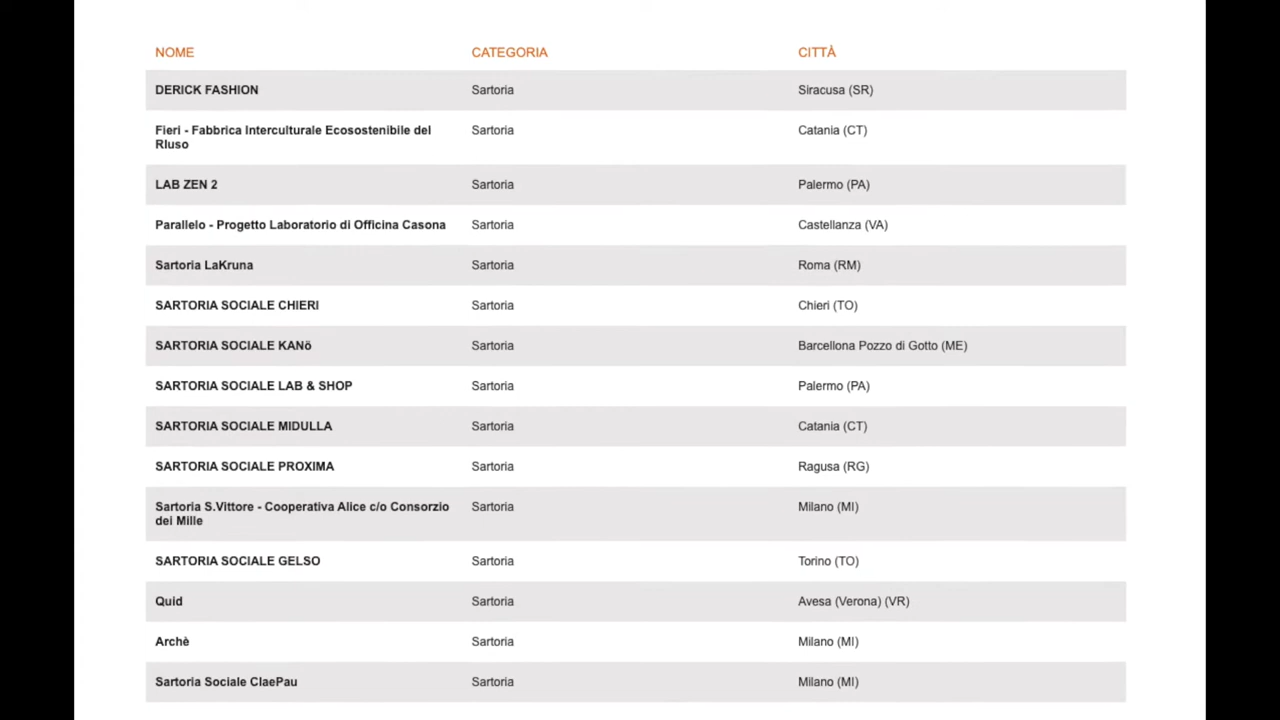 NOME CATEGORIA CITTÀ
DERICK FASHION Sartoria Siracusa (SR)
Fieri - Fabbrica Interculturale Ecosostenibile del Sartoria Catania (CT)
RIuso
LAB ZEN 2 Sartoria Palermo (PA)
Parallelo - Progetto Laboratorio di Officina Casona Sartoria Castellanza (VA)
Sartoria LaKruna Sartoria Roma (RM)
SARTORIA SOCIALE CHIERI Sartoria Chieri (TO)
SARTORIA SOCIALE KANö Sartoria Barcellona Pozzo di Gotto (ME)
SARTORIA SOCIALE LAB & SHOP Sartoria Palermo (PA)
SARTORIA SOCIALE MIDULLA Sartoria Catania (CT)
SARTORIA SOCIALE PROXIMA Sartoria Ragusa (RG)
Sartoria S.Vittore - Cooperativa Alice c/o Consorzio Sartoria Milano (MI)
dei Mille
SARTORIA SOCIALE GELSO Sartoria Torino (TO)
Quid Sartoria Avesa (Verona) (VR)
Archè Sartoria Milano (MI)
Sartoria Sociale ClaePau Sartoria Milano (MI)